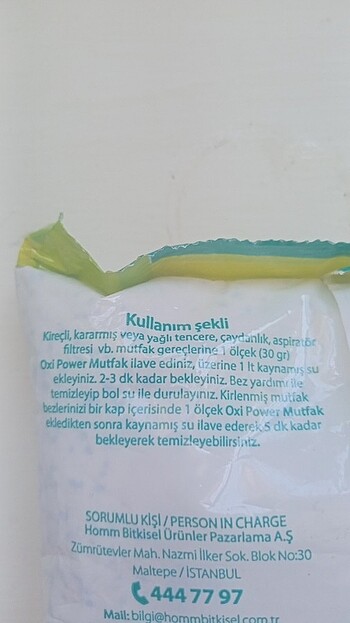 Kullanım şekli
Kireçli, kararmış veya yağlı tencere, çaydanlık, aspiratör
filtresi vb. mutfak gereçlerine 1 ölçek (30 gr)
Oxi Power Mutfak ilave ediniz, üzerine 1 lt kaynamış su
ekleyiniz. 2-3 dk kadar bekleyiniz. Bez yardımı ile
temizleyip bol su ile durulayınız. Kirlenmiş mutfak
bezlerinizi bir kap içerisinde 1 ölçek Oxi Power Mutfak
ekledikten sonra kaynamış su ilave ederek 5 dk kadar
bekleyerek temizleyebilirsiniz.
SORUMLU KİŞİ / PERSON IN CHARGE
Homm Bitkisel Ürünler Pazarlama A.Ş
Zümrütevler Mah. Nazmi İlker Sok. Blok No:30
Maltepe / İSTANBUL
444 77 97
Mail: bilgi@hommbitkisel.com.tr